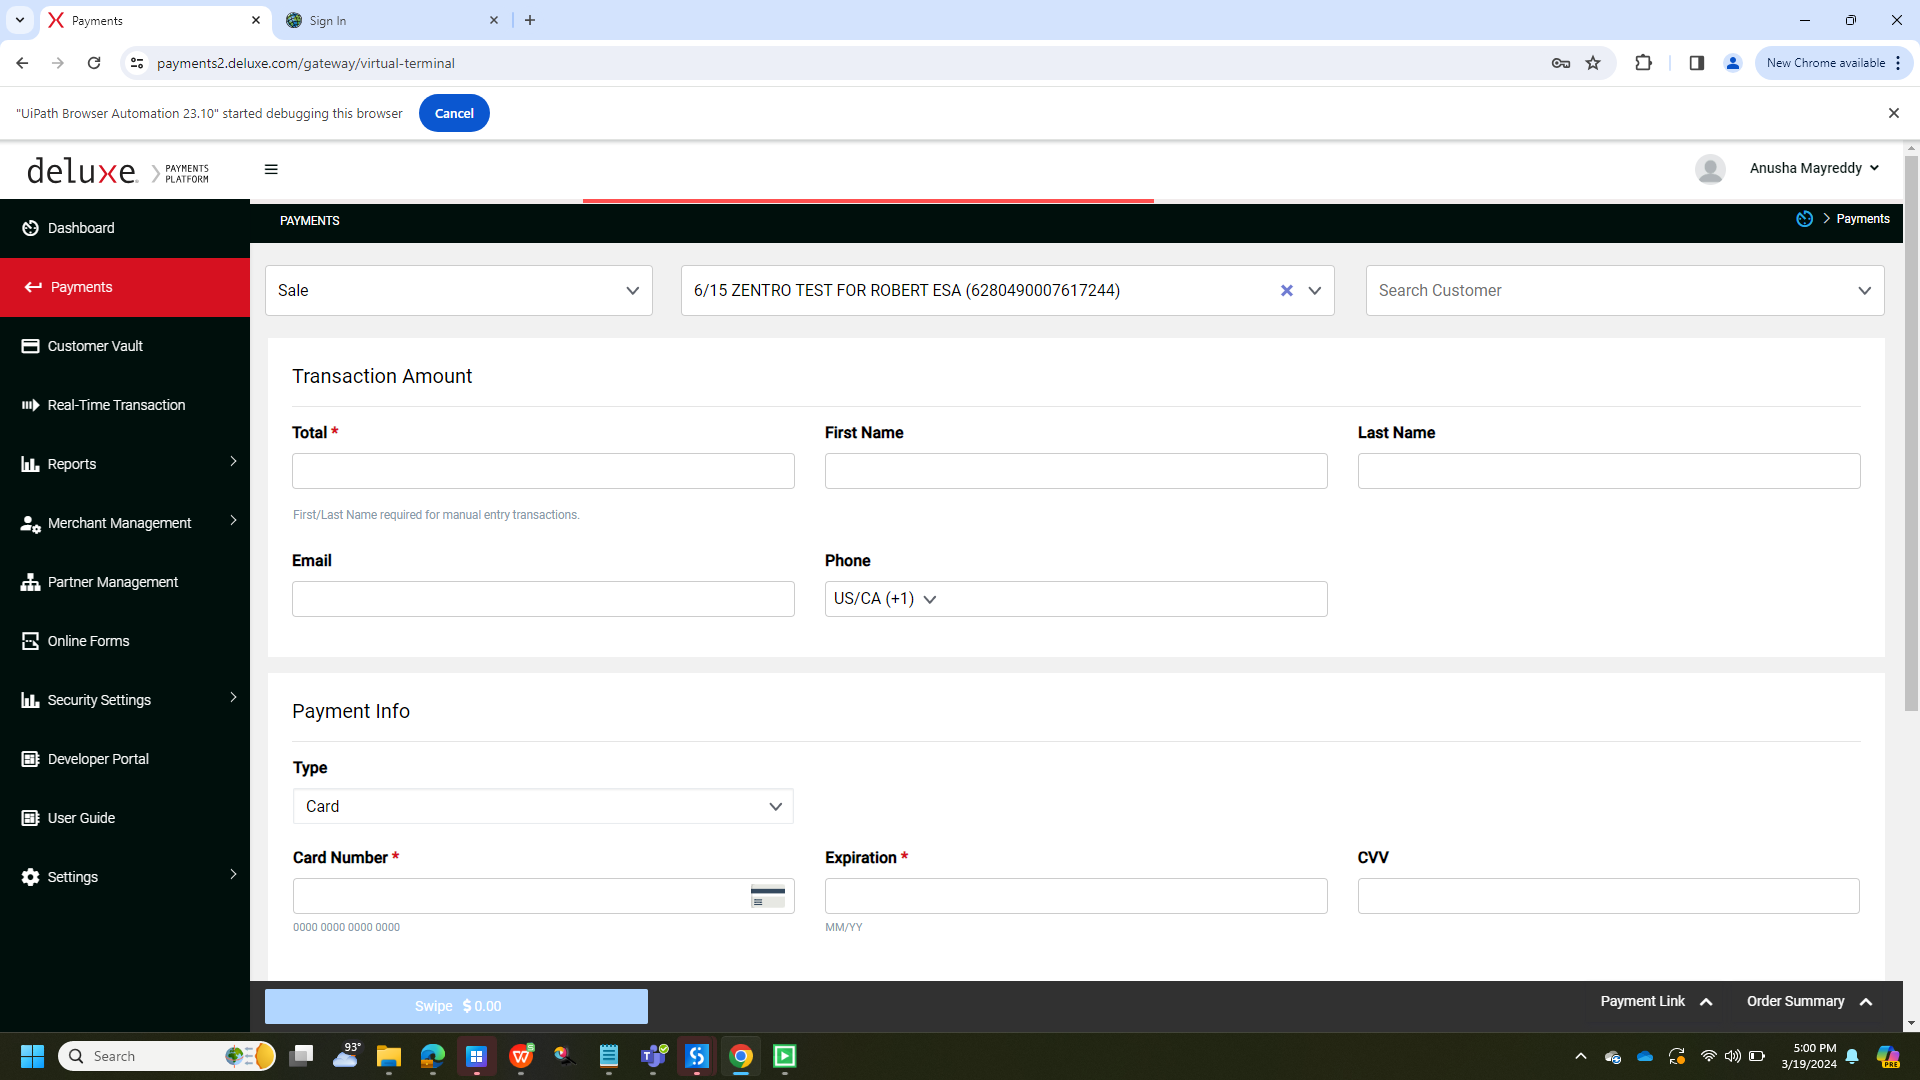 Payments
Sign In
payments2.deluxe.com/gateway/virtual-terminal
New Chrome available
"UiPath Browser Automation 23.10" started debugging this browser
Cancel
deluxe.
PAYMENTS
PLATFORM
Anusha Mayreddy
PAYMENTS
Payments
Dashboard
Payments
Customer Vault
Real-Time Transaction
Reports
Merchant Management
Partner Management
Online Forms
Security Settings
Developer Portal
User Guide
Settings
Sale
6/15 ZENTRO TEST FOR ROBERT ESA (6280490007617244)
Search Customer
Transaction Amount
Total *
First Name
Last Name
First/Last Name required for manual entry transactions.
Email
Phone
US/CA (+1)
Payment Info
Type
Card
Card Number *
Expiration *
CVV
0000 0000 0000 0000
MM/YY
Swipe $ 0.00
Payment Link
Order Summary
Search
93°
5:00 PM
3/19/2024
PRE